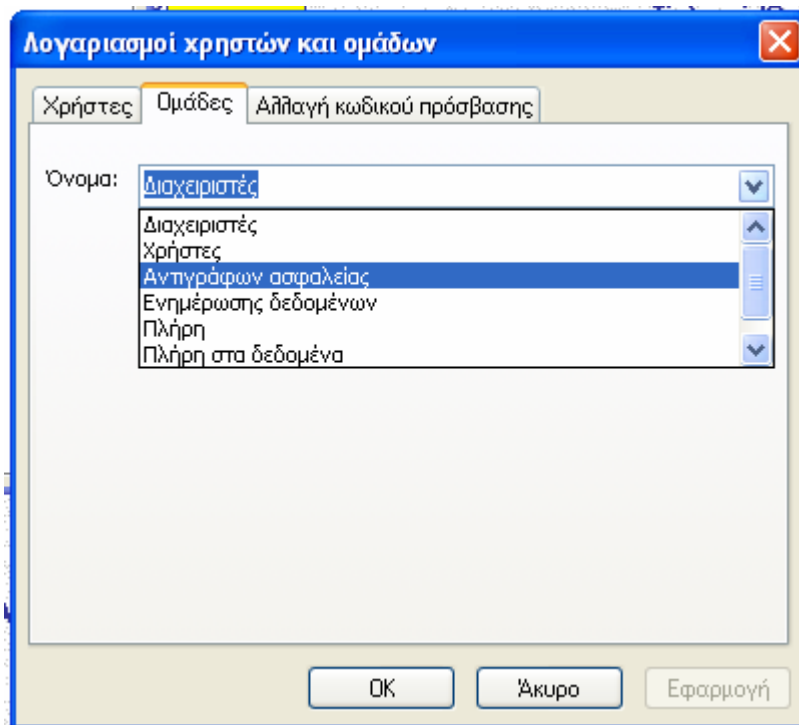 Λογαριασμοί χρηστών και ομάδων
Χρήστες Ομάδες Αλλαγή κωδικού πρόσβασης
Όνομα: Διαχειριστές
Διαχειριστές
Χρήστες
Αντιγράφων ασφαλείας
Ενημέρωσης δεδομένων
Πλήρη
Πλήρη στα δεδομένα
OK Άκυρο Εφαρμογή